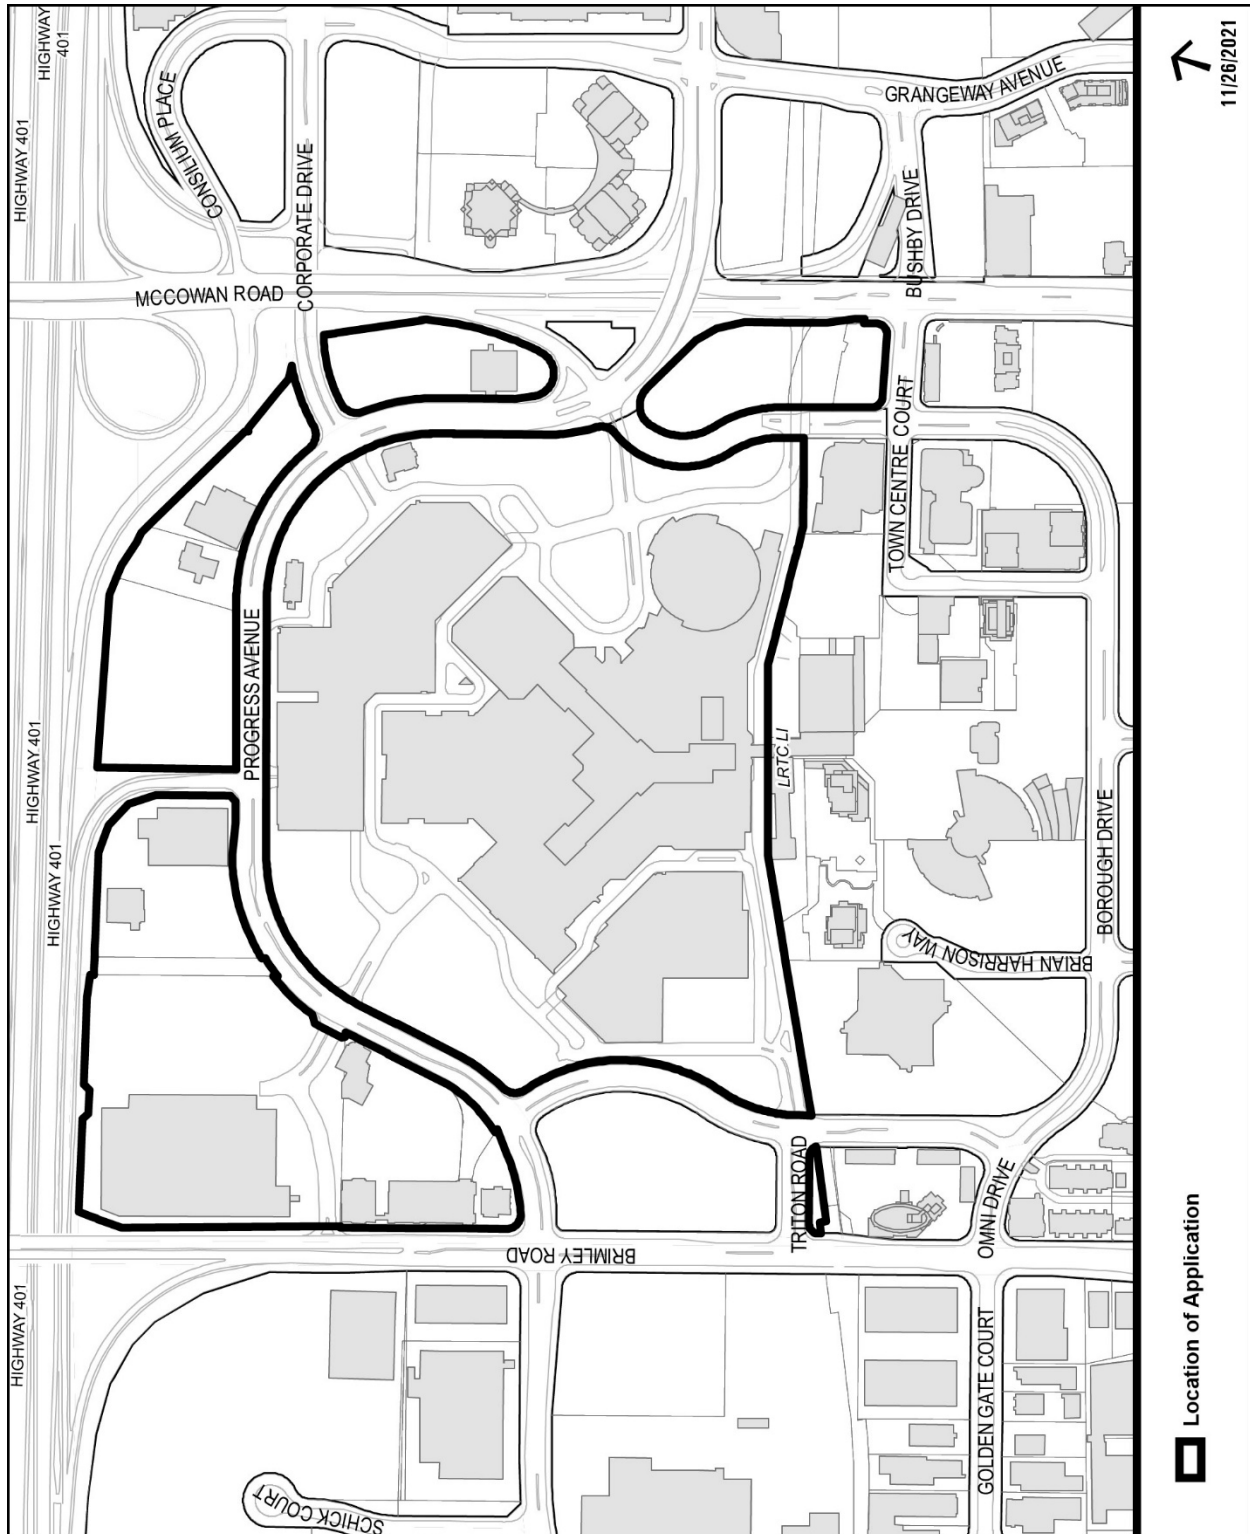 HIGHWAY
401
HIGHWAY 401
CONSILIUM PLACE
CORPORATE DRIVE
GRANGEWAY AVENUE
BUSHBY DRIVE
MCCOWAN ROAD
TOWN CENTRE COURT
PROGRESS AVENUE
LRTC LI
HIGHWAY 401
HIGHWAY 401
BOROUGH DRIVE
BRIAN HARRISON WAY
TRITON ROAD
OMNI DRIVE
BRIMLEY ROAD
HIGHWAY 401
GOLDEN GATE COURT
SCHICK COURT
Location of Application
11/26/2021